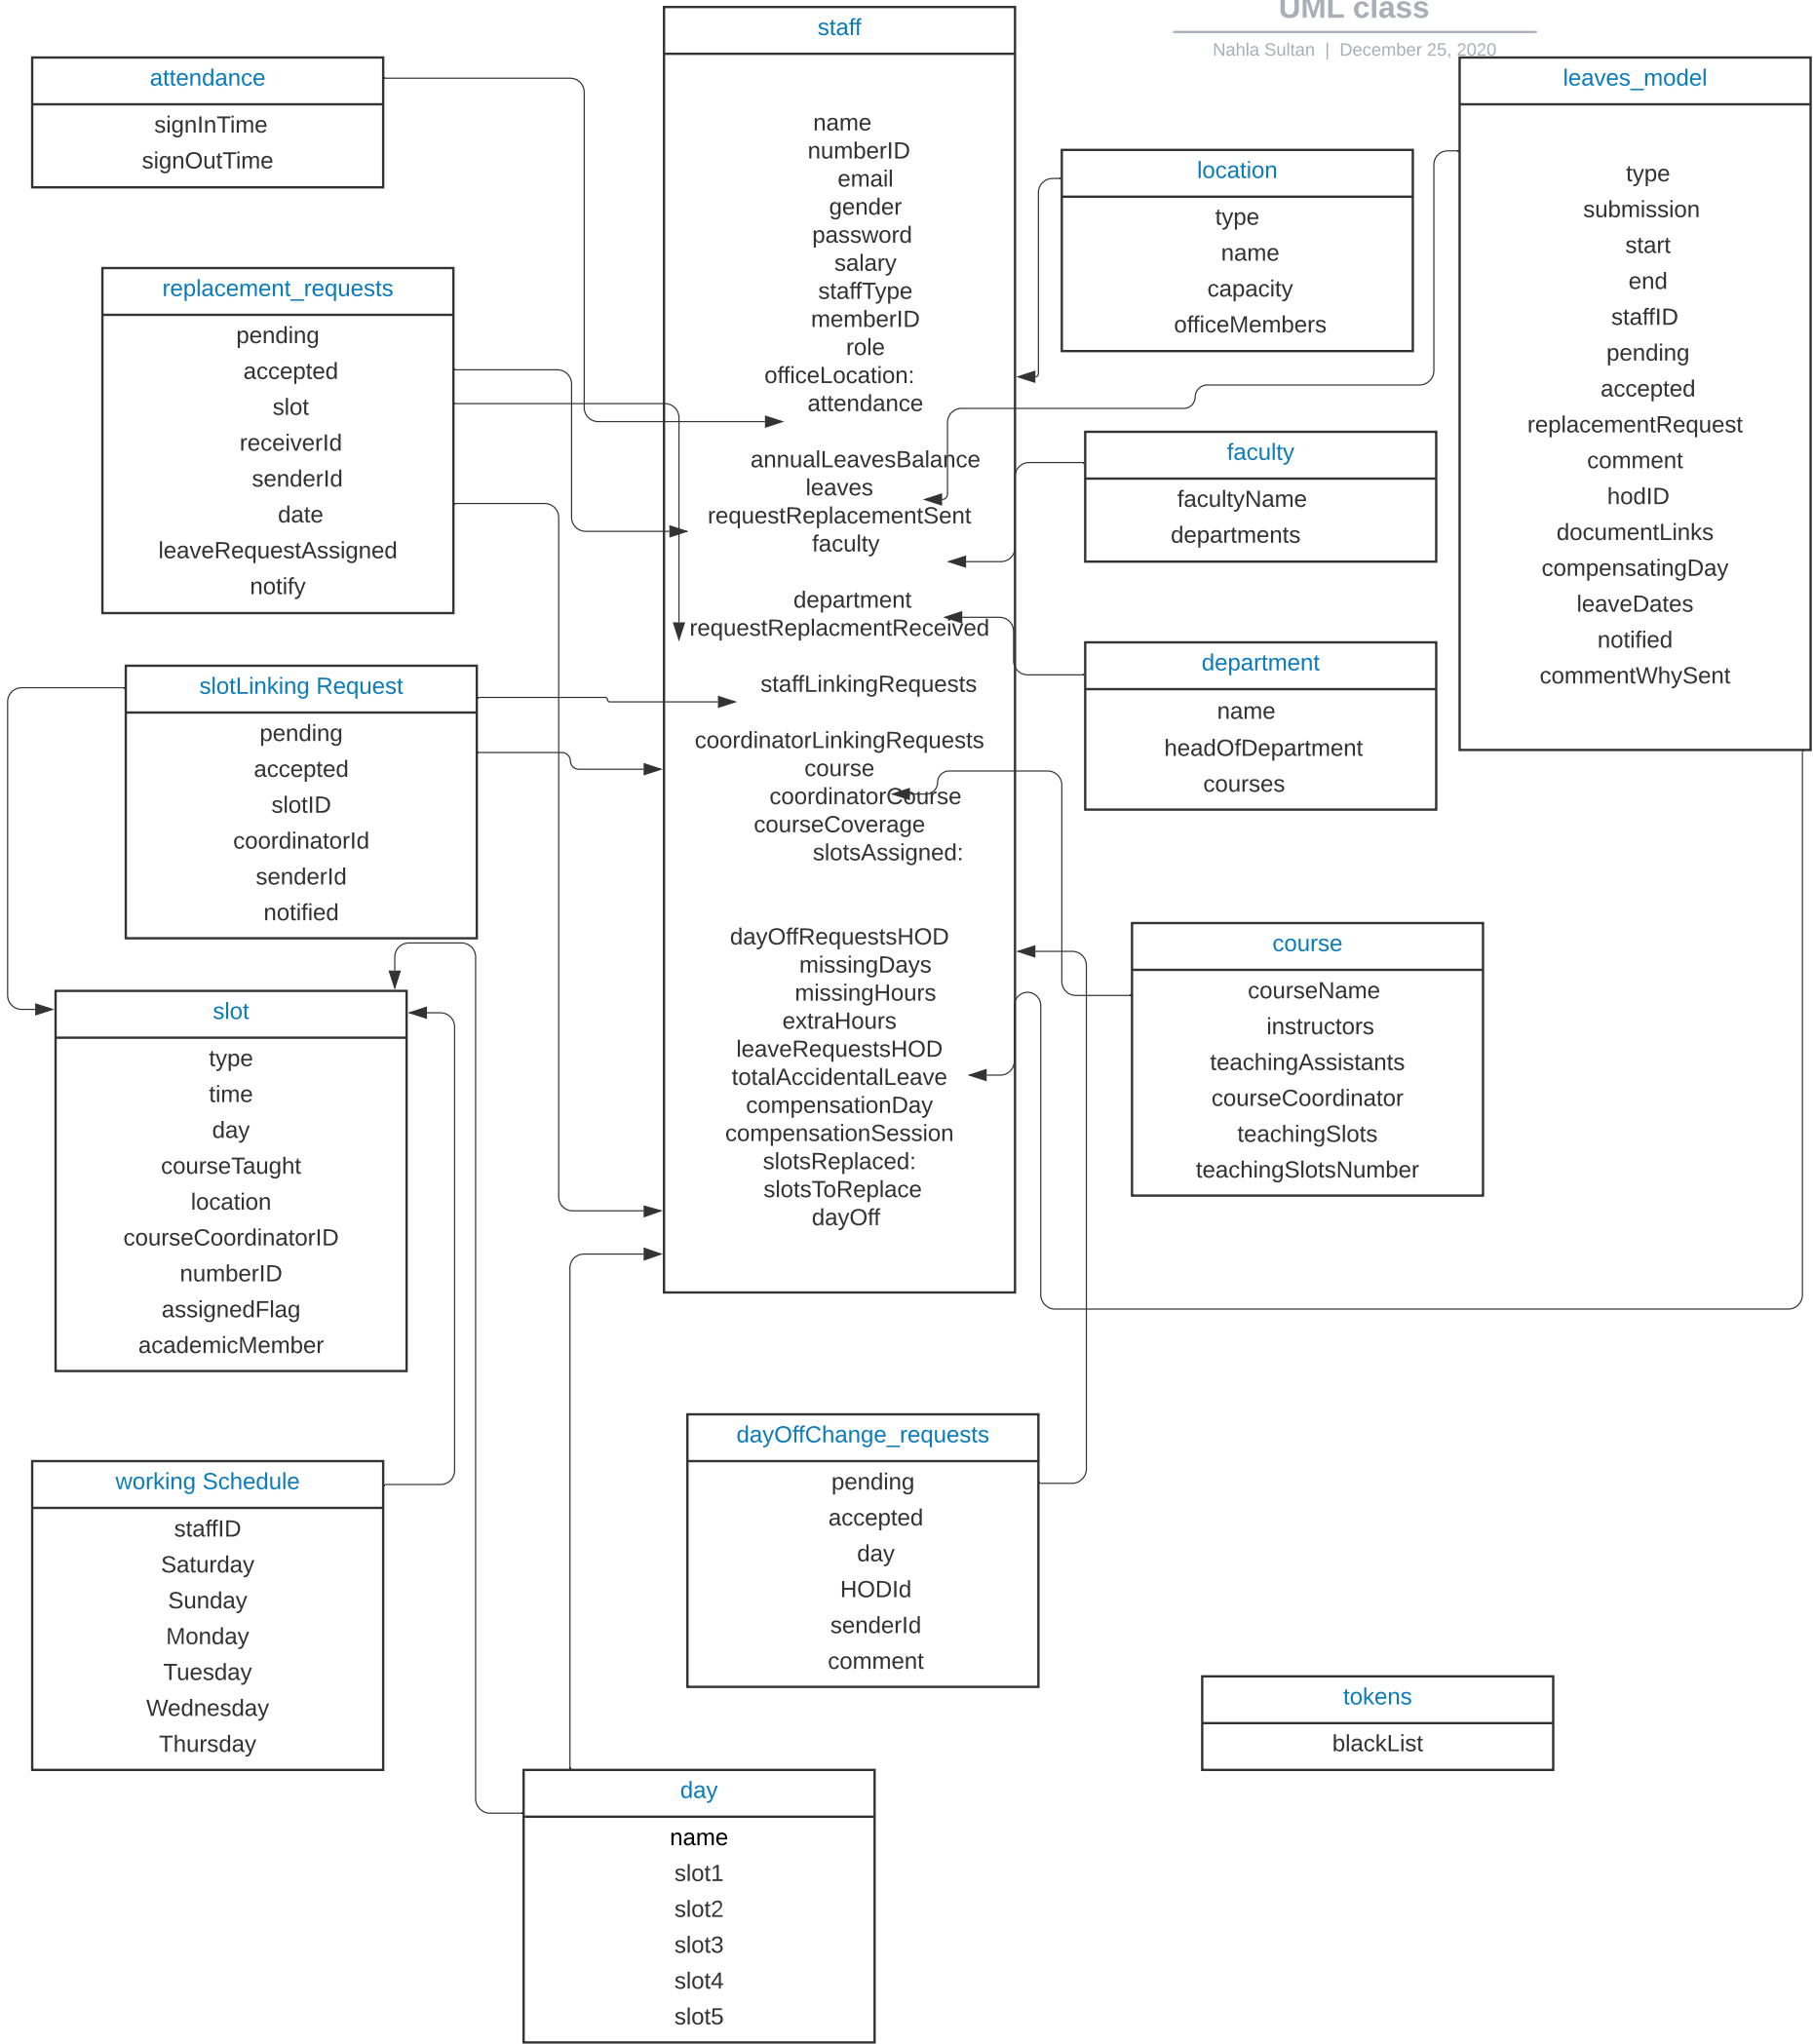 UML class
Nahla Sultan | December 25, 2020
attendance
signInTime
signOutTime
replacement_requests
pending
accepted
slot
receiverId
senderId
date
leaveRequestAssigned
notify
slotLinking Request
pending
accepted
slotID
coordinatorId
senderId
notified
slot
type
time
day
courseTaught
location
courseCoordinatorID
numberID
assignedFlag
academicMember
working Schedule
staffID
Saturday
Sunday
Monday
Tuesday
Wednesday
Thursday
staff
name
numberID
email
gender
password
salary
staffType
memberID
role
officeLocation:
attendance
annualLeavesBalance
leaves
requestReplacementSent
faculty
department
requestReplacmentReceived
staffLinkingRequests
coordinatorLinkingRequests
course
coordinatorCourse
courseCoverage
slotsAssigned:
dayOffRequestsHOD
missingDays
missingHours
extraHours
leaveRequestsHOD
totalAccidentalLeave
compensationDay
compensationSession
slotsReplaced:
slotsToReplace
dayOff
dayOffChange_requests
pending
accepted
day
HODId
senderId
comment
day
name
slot1
slot2
slot3
slot4
slot5
location
type
name
capacity
officeMembers
faculty
facultyName
departments
department
name
headOfDepartment
courses
course
courseName
instructors
teachingAssistants
courseCoordinator
teachingSlots
teachingSlotsNumber
tokens
blackList
leaves_model
type
submission
start
end
staffID
pending
accepted
replacementRequest
comment
hodID
documentLinks
compensatingDay
leaveDates
notified
commentWhySent